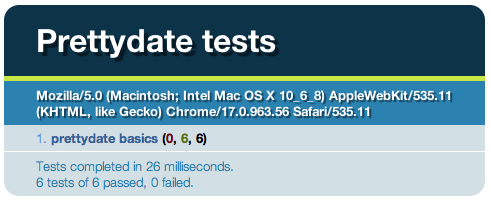 Prettydate tests
Mozilla/5.0 (Macintosh; Intel Mac OS X 10_6_8) AppleWebKit/535.11
(KHTML, like Gecko) Chrome/17.0.963.56 Safari/535.11
1. prettydate basics (0, 6, 6)
Tests completed in 26 milliseconds.
6 tests of 6 passed, 0 failed.